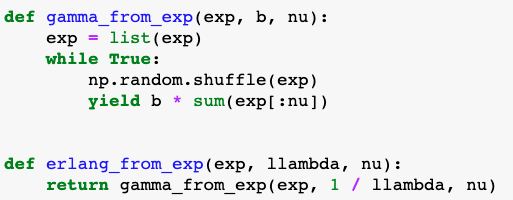 def gamma_from_exp(exp, b, nu):
    exp = list(exp)
    while True:
        np.random.shuffle(exp)
        yield b * sum(exp[:nu])
def erlang_from_exp(exp, llambda, nu):
    return gamma_from_exp(exp, 1 / llambda, nu)